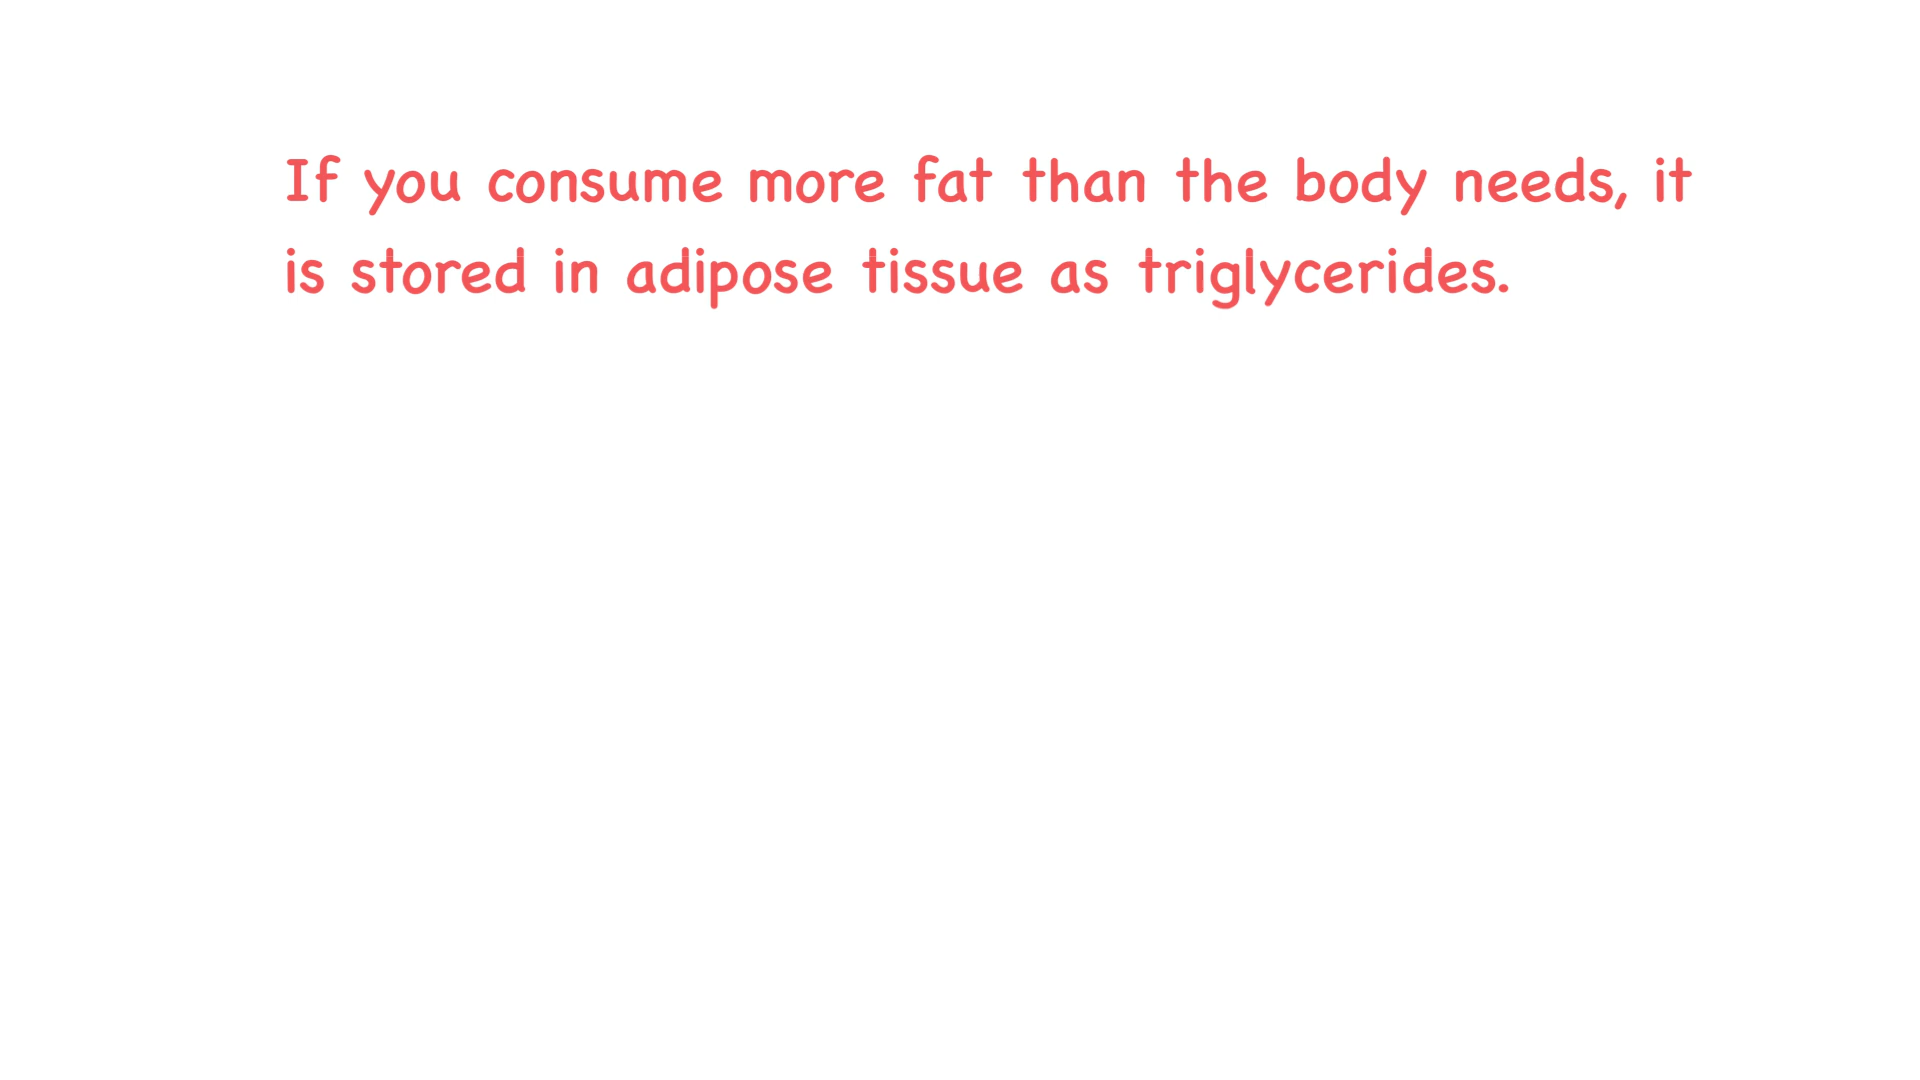 If you consume more fat than the body needs, it
is stored in adipose tissue as triglycerides.